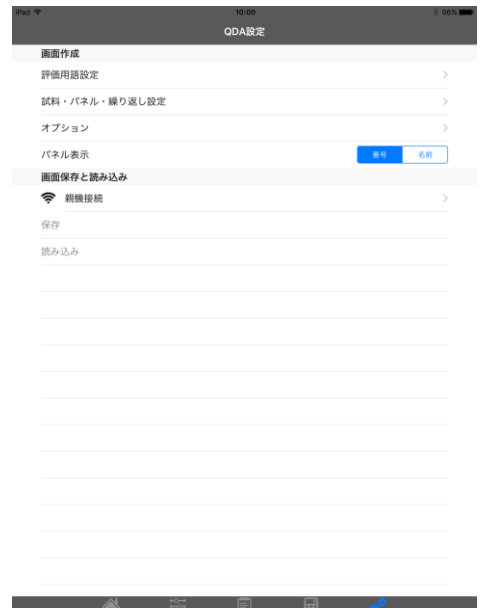 iPad 10:00 96%
QDA設定
画面作成
評価用語設定
試料・パネル・繰り返し設定
オプション
パネル表示 番号 名前
画面保存と読み込み
親機接続
保存
読み込み